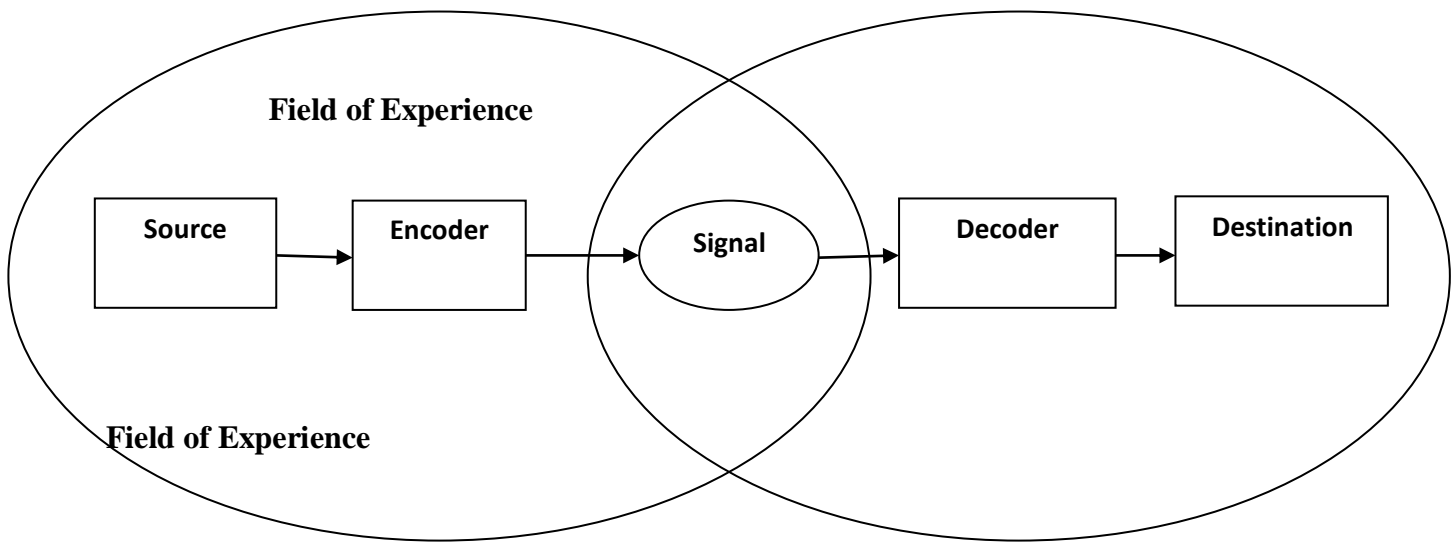 Field of Experience
Source
Encoder
Signal
Decoder
Destination
Field of Experience